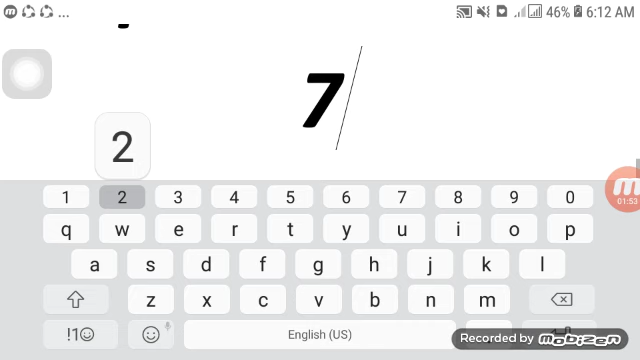 ... 46% 6:12 AM
7
2
1 2 3 4 5 6 7 8 9 0
q w e r t y u i o p
a s d f g h j k l
01:53
z x c v b n m
!1☺ English (US)
Recorded by mobizen